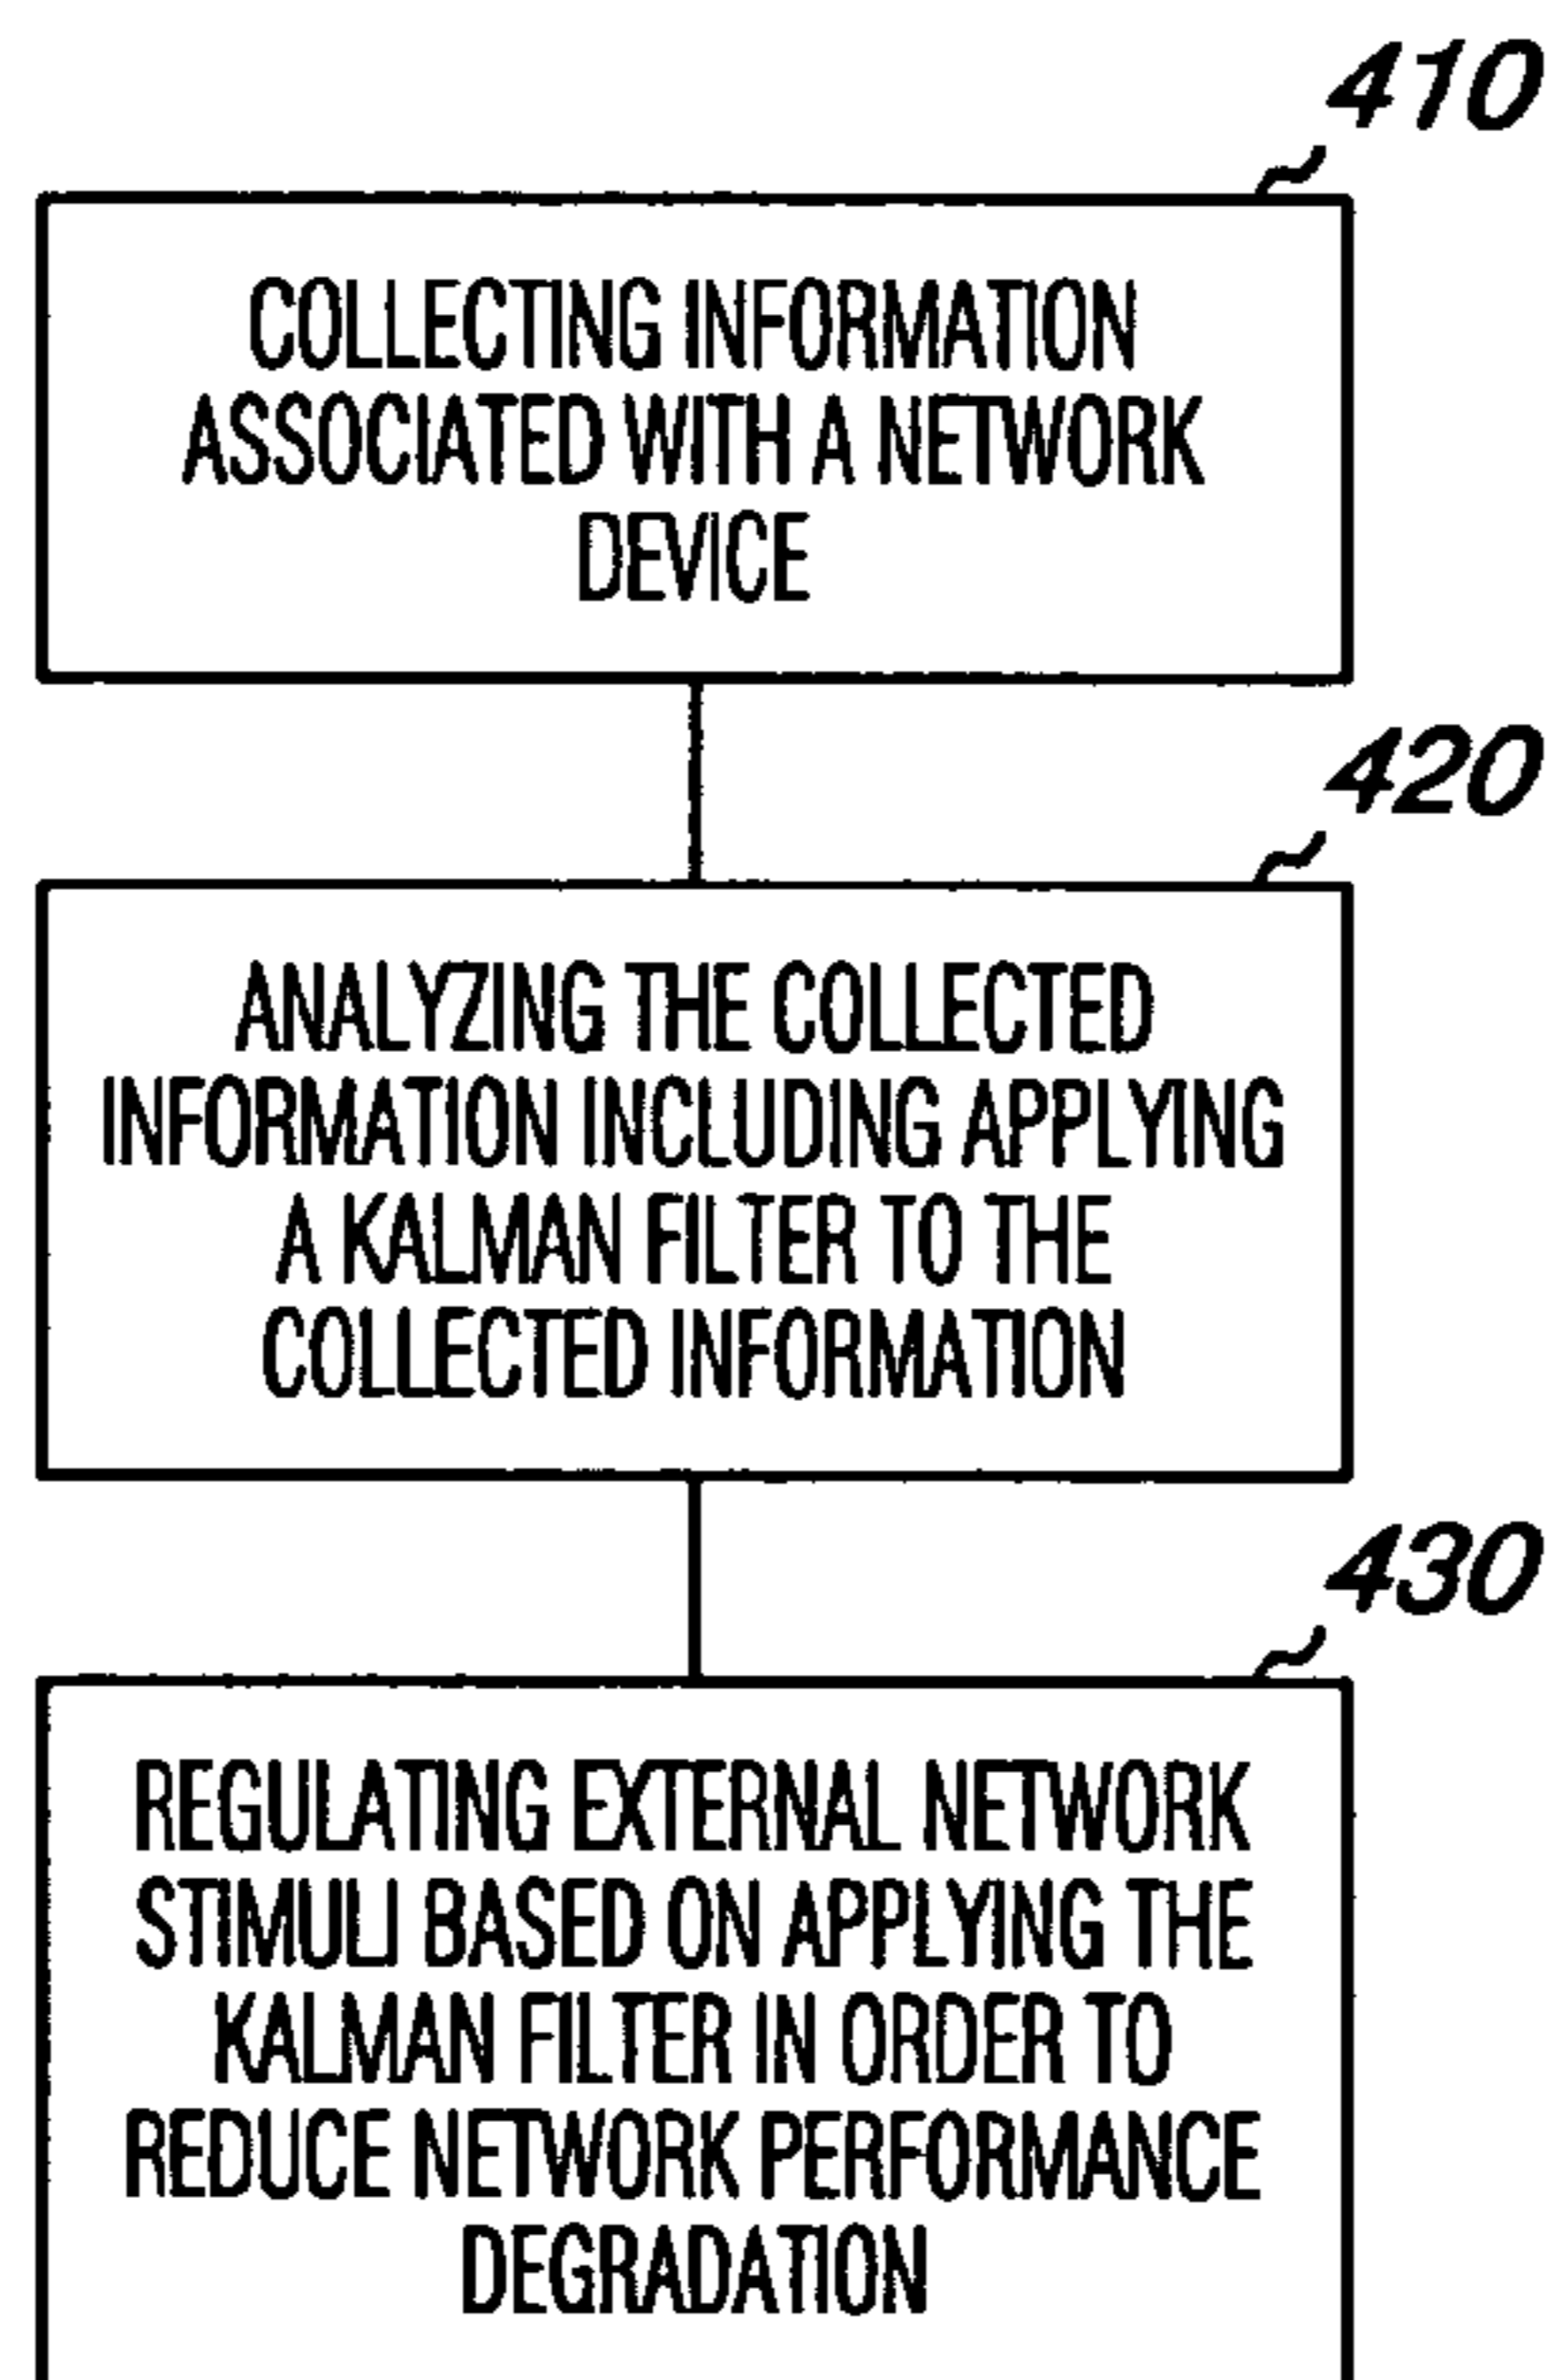 410
COLLECTING INFORMATION
ASSOCIATED WITH A NETWORK
DEVICE
420
ANALYZING THE COLLECTED
INFORMATION INCLUDING APPLYING
A KALMAN FILTER TO THE
COLLECTED INFORMATION
430
REGULATING EXTERNAL NETWORK
STIMULI BASED ON APPLYING THE
KALMAN FILTER IN ORDER TO
REDUCE NETWORK PERFORMANCE
DEGRADATION